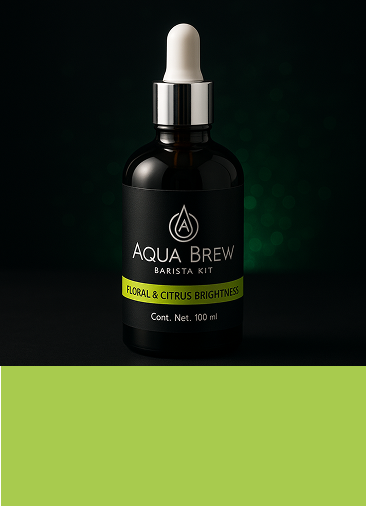 AQUA BREW
BARISTA KIT
FLORAL & CITRUS BRIGHTNESS
Cont. Net. 100 ml